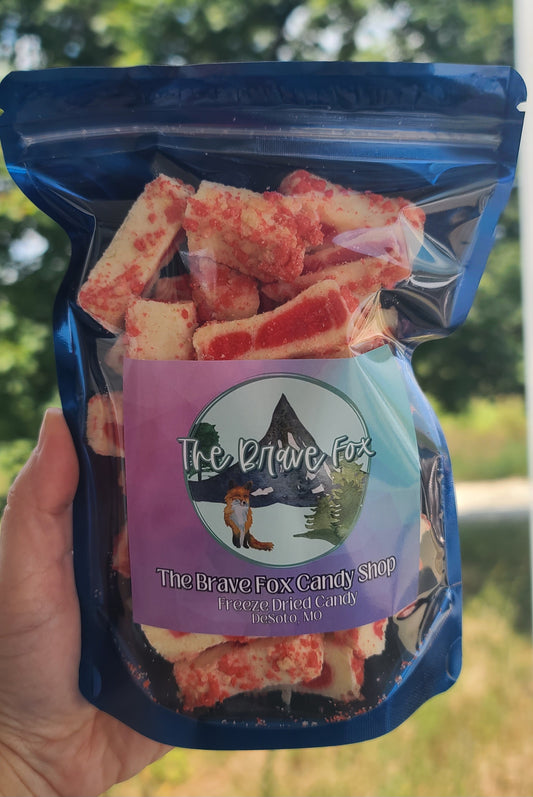 The Brave Fox
The Brave Fox Candy Shop
Freeze Dried Candy
DeSoto, MO